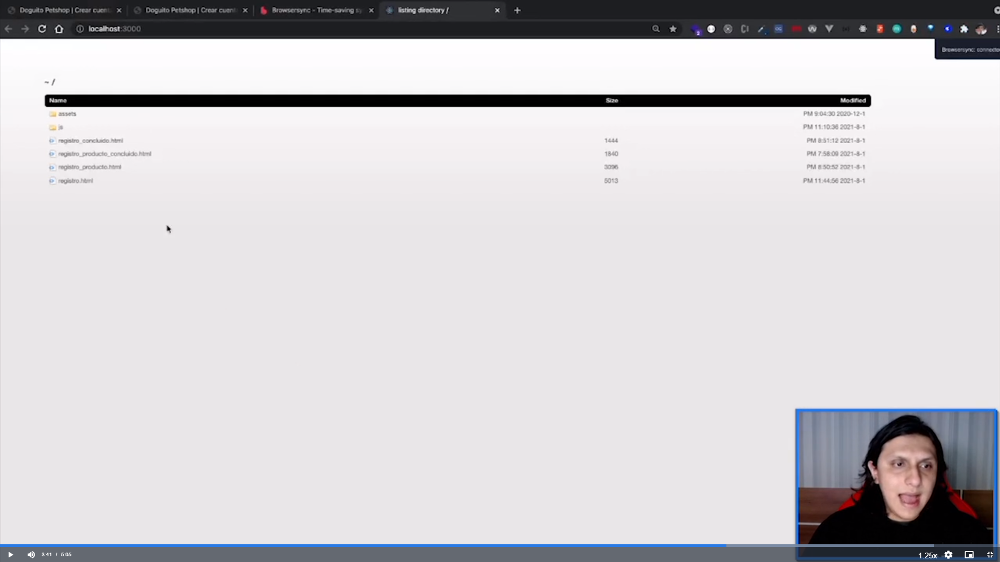 Doguito Petshop | Crear cuent
Doguito Petshop | Crear cuent
Browsersync - Time-saving sy
listing directory /
localhost:3000
2
Browsersync: connected
~ /
Name Size Modified
assets PM 9:04:30 2020-12-1
js PM 11:10:36 2021-8-1
registro_concluido.html 1444 PM 8:51:12 2021-8-1
registro_producto_concluido.html 1840 PM 7:58:09 2021-8-1
registro_producto.html 3096 PM 8:50:52 2021-8-1
registro.html 5013 PM 11:44:56 2021-8-1
3:41 / 5:05
1.25x